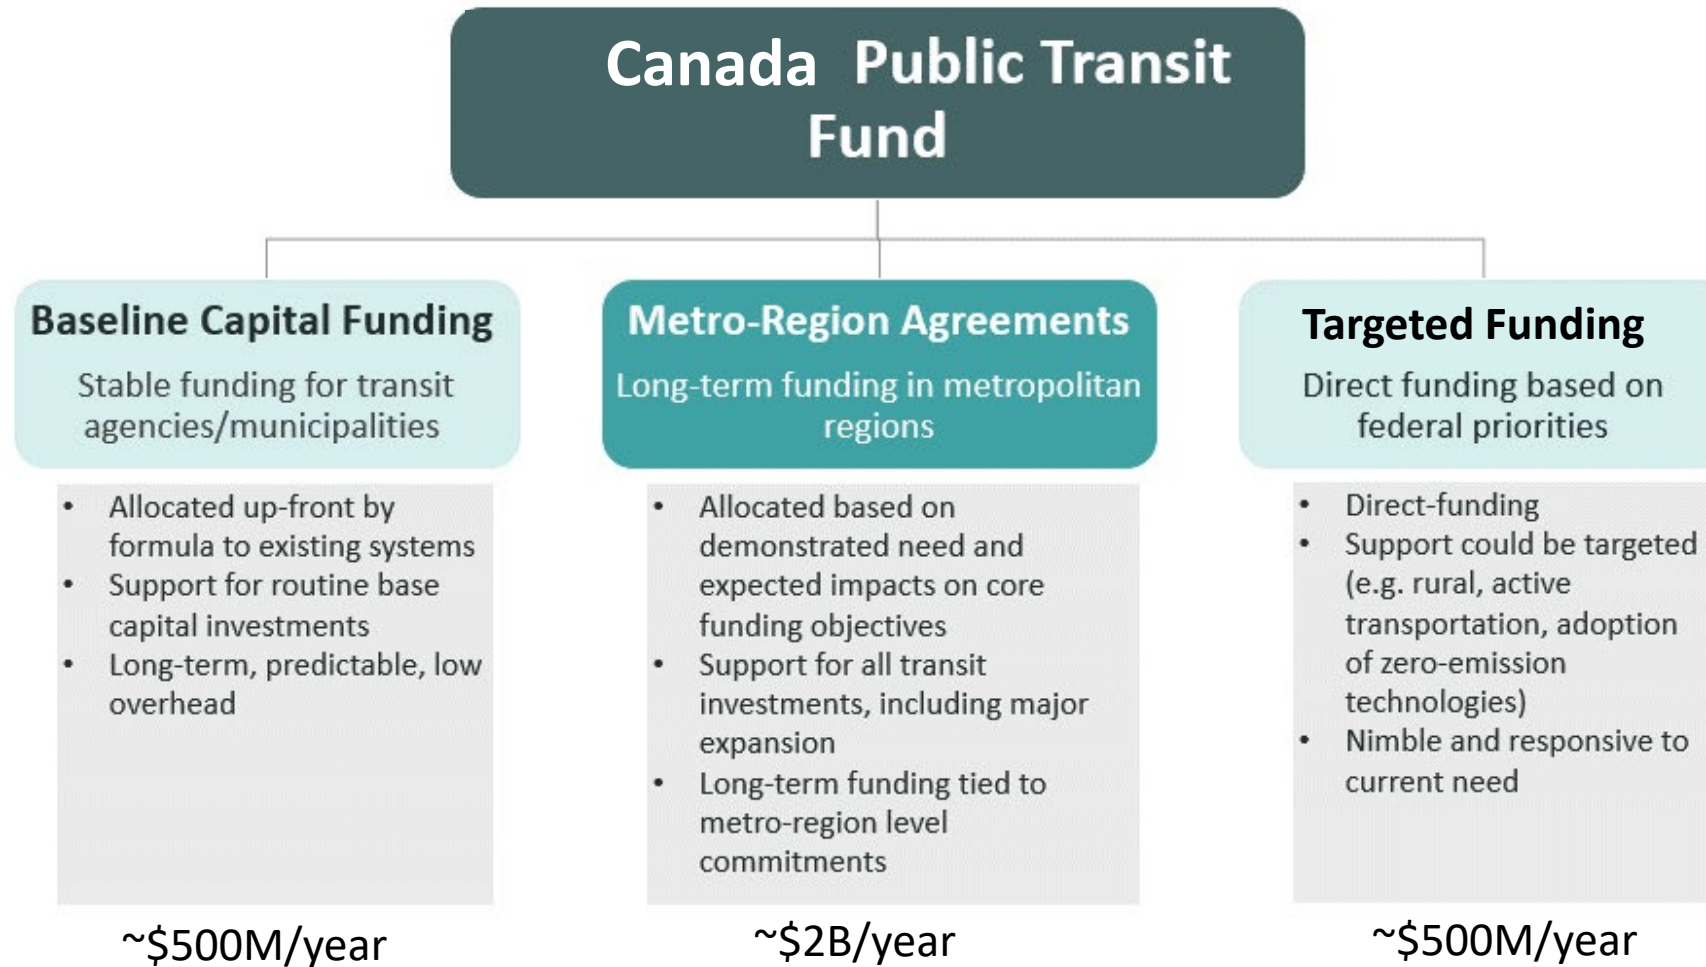 Canada Public Transit
Fund
Baseline Capital Funding
Stable funding for transit
agencies/municipalities
• Allocated up-front by
formula to existing systems
• Support for routine base
capital investments
• Long-term, predictable, low
overhead
~$500M/year
Metro-Region Agreements
Long-term funding in metropolitan
regions
• Allocated based on
demonstrated need and
expected impacts on core
funding objectives
• Support for all transit
investments, including major
expansion
• Long-term funding tied to
metro-region level
commitments
~$2B/year
Targeted Funding
Direct funding based on
federal priorities
• Direct-funding
• Support could be targeted
(e.g. rural, active
transportation, adoption
of zero-emission
technologies)
• Nimble and responsive to
current need
~$500M/year